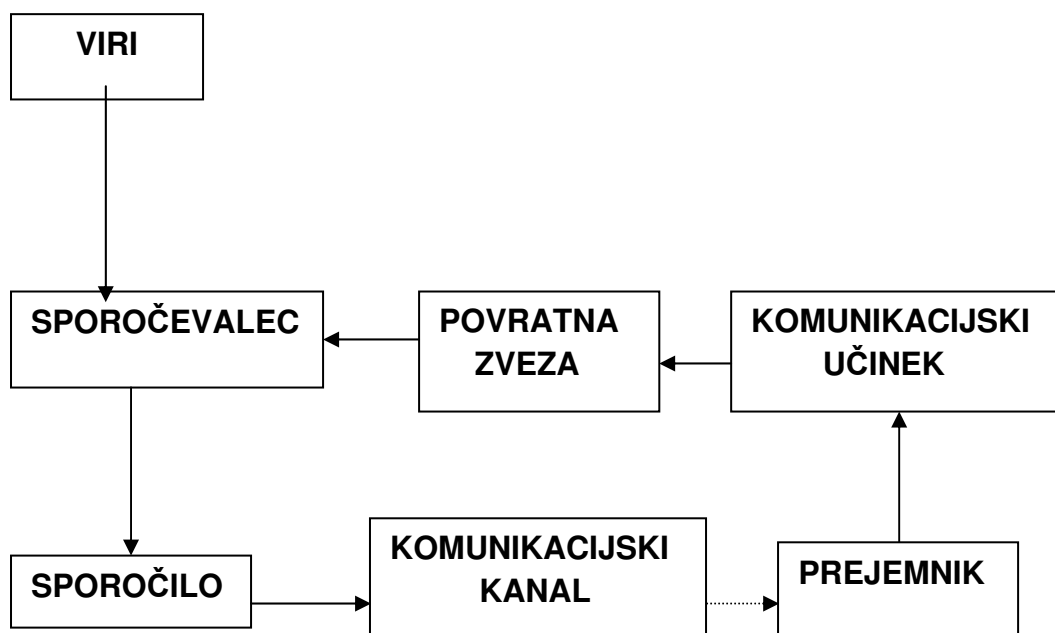 VIRI
SPOROČEVALEC
POVRATNA
ZVEZA
KOMUNIKACIJSKI
UČINEK
SPOROČILO
KOMUNIKACIJSKI
KANAL
PREJEMNIK